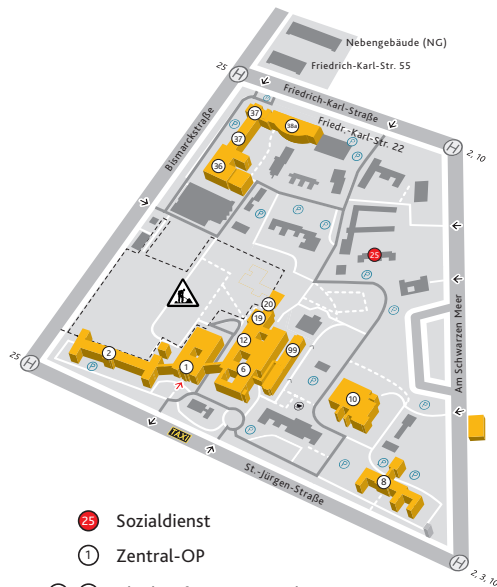 Nebengebäude (NG)
Friedrich-Karl-Str. 55
25 H
Friedrich-Karl-Straße
P
37
38a
Friedr.-Karl-Str. 22
P
37
P
H 2, 10
Bismarckstraße
36
P
P
P
P
25
P
20
P
19
Am Schwarzen Meer
12
99
2
1
6
25 H
P
10
P
P
TAXI
P
P
P
8
St.-Jürgen-Straße
H 2, 3, 10
25 Sozialdienst
1 Zentral-OP